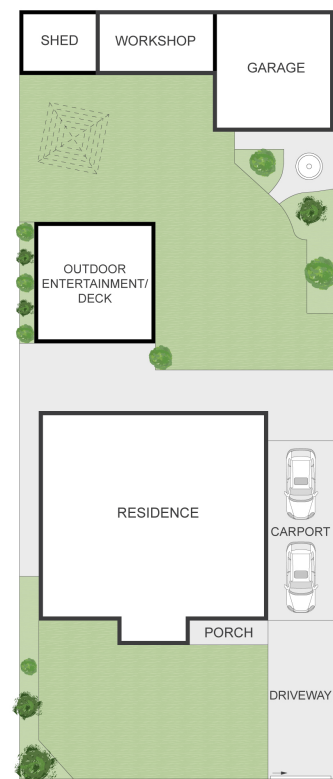 SHED
WORKSHOP
GARAGE
OUTDOOR
ENTERTAINMENT/
DECK
RESIDENCE
CARPORT
PORCH
DRIVEWAY